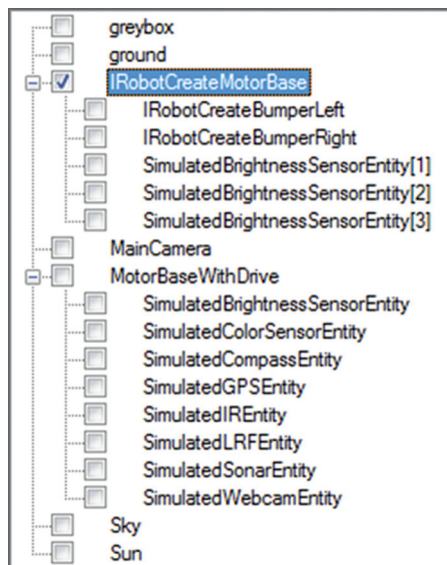 greybox
ground
IRobotCreateMotorBase
IRobotCreateBumperLeft
IRobotCreateBumperRight
SimulatedBrightnessSensorEntity[1]
SimulatedBrightnessSensorEntity[2]
SimulatedBrightnessSensorEntity[3]
MainCamera
MotorBaseWithDrive
SimulatedBrightnessSensorEntity
SimulatedColorSensorEntity
SimulatedCompassEntity
SimulatedGPSEntity
SimulatedIREntity
SimulatedLRFEntity
SimulatedSonarEntity
SimulatedWebcamEntity
Sky
Sun